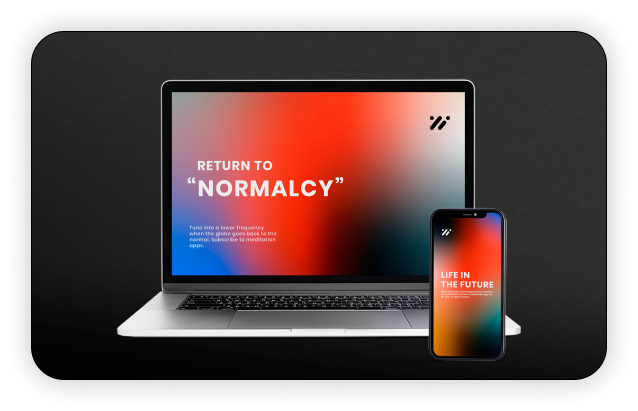 RETURN TO
“NORMALCY”
Tune into a lower frequency
when the globe goes back to the
normal. Subscribe to meditation
apps.
LIFE IN
THE FUTURE